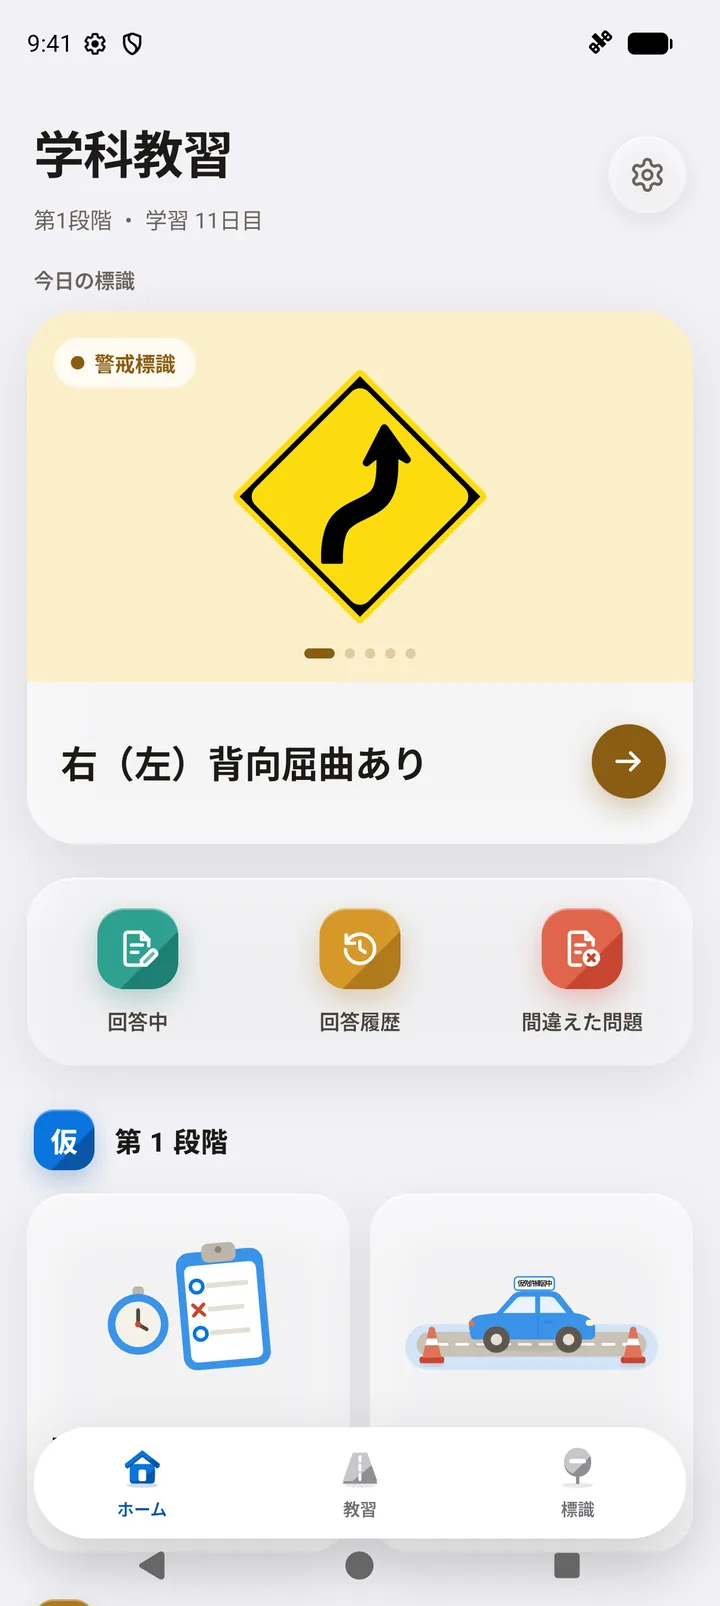 9:41
学科教習
第1段階 • 学習 11日目
今日の標識
警戒標識
右（左）背向屈曲あり
回答中
回答履歴
間違えた問題
仮
第 1 段階
ホーム
教習
標識